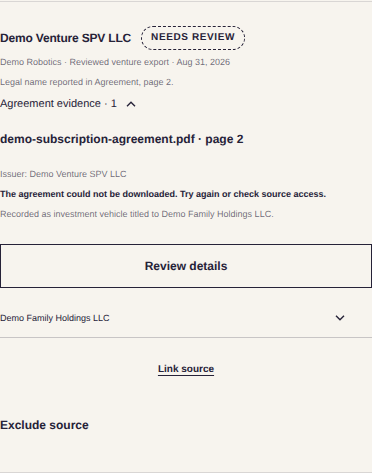 Demo Venture SPV LLC NEEDS REVIEW
Demo Robotics · Reviewed venture export · Aug 31, 2026
Legal name reported in Agreement, page 2.
Agreement evidence · 1
demo-subscription-agreement.pdf · page 2
Issuer: Demo Venture SPV LLC
The agreement could not be downloaded. Try again or check source access.
Recorded as investment vehicle titled to Demo Family Holdings LLC.
Review details
Demo Family Holdings LLC
Link source
Exclude source